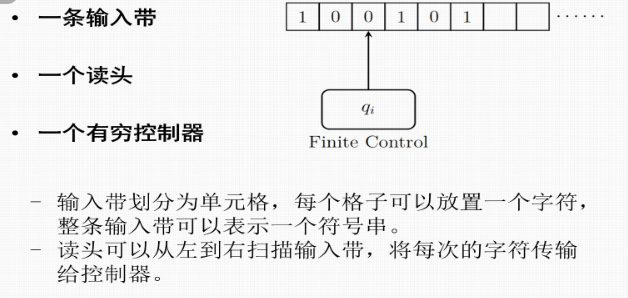 • 一条输入带
1 0 0 1 0 1 ······
• 一个读头
qi
• 一个有穷控制器
Finite Control
– 输入带划分为单元格，每个格子可以放置一个字符，
整条输入带可以表示一个符号串。
– 读头可以从左到右扫描输入带，将每次的字符传输
给控制器。